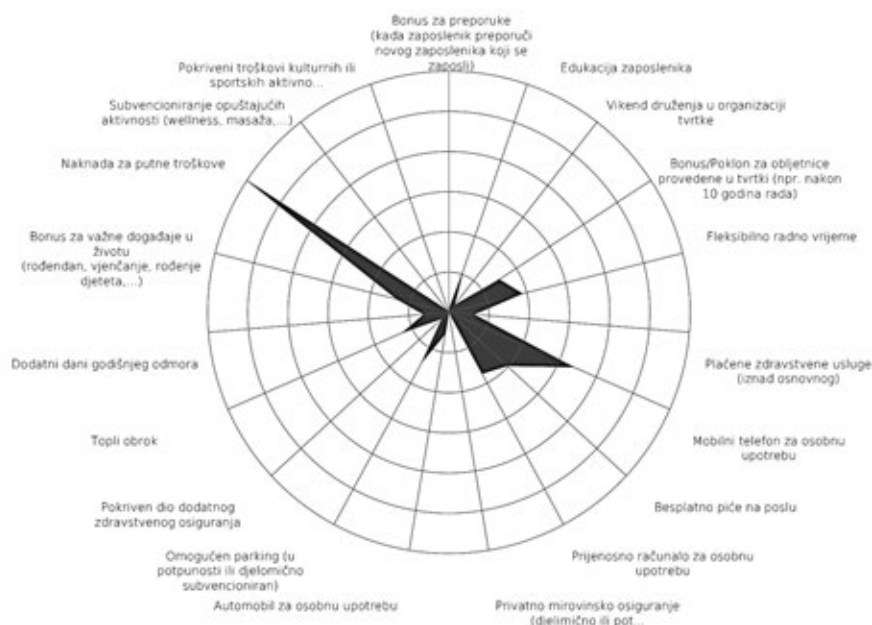 Bonus za preporuke
(kada zaposlenik preporuči
novog zaposlenika koji se
zaposli)
Edukacija zaposlenika
Vikend druženja u organizaciji
tvrtke
Bonus/Poklon za obljetnice
provedene u tvrtki (npr. nakon
10 godina rada)
Fleksibilno radno vrijeme
Plaćene zdravstvene usluge
(iznad osnovnog)
Mobilni telefon za osobnu
upotrebu
Besplatno piće na poslu
Prijenosno računalo za osobnu
upotrebu
Privatno mirovinsko osiguranje
(djelimično ili pot...
Automobil za osobnu upotrebu
Omogućen parking (u
potpunosti ili djelomično
subvencioniran)
Pokriven dio dodatnog
zdravstvenog osiguranja
Topli obrok
Dodatni dani godišnjeg odmora
Bonus za važne događaje u
životu
(rođendan, vjenčanje, rođenje
djeteta,...)
Naknada za putne troškove
Subvencioniranje opuštajućih
aktivnosti (wellness, masaža,...)
Pokriveni troškovi kulturnih ili
sportskih aktivno...